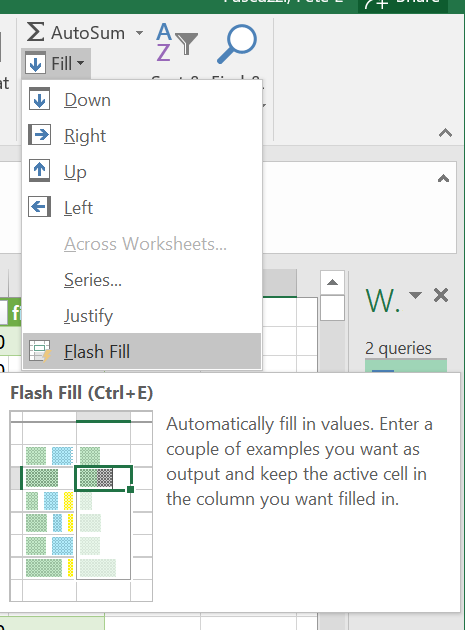 Share
AutoSum
Fill
Down
Right
Up
Left
Across Worksheets...
Series...
Justify
Flash Fill
W.
2 queries
Flash Fill (Ctrl+E)
Automatically fill in values. Enter a
couple of examples you want as
output and keep the active cell in
the column you want filled in.